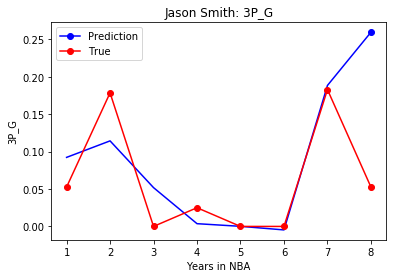 Jason Smith: 3P_G
Prediction
True
3P_G
0.25
0.20
0.15
0.10
0.05
0.00
1 2 3 4 5 6 7 8
Years in NBA